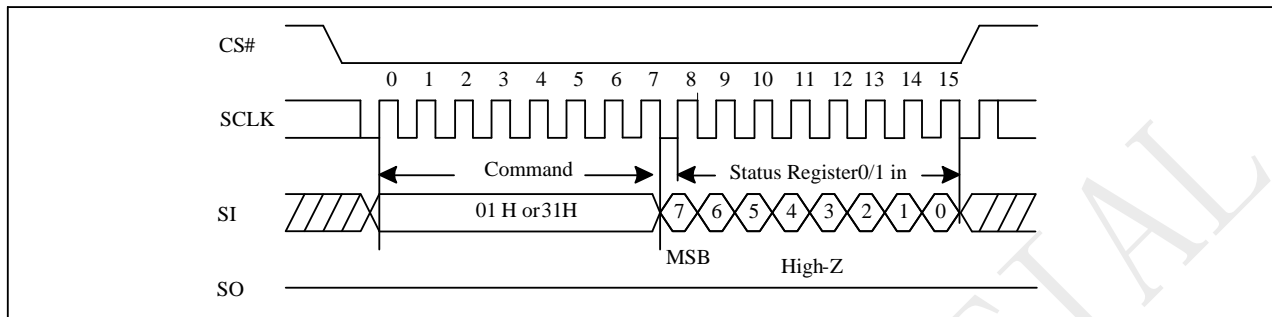 CS#
0 1 2 3 4 5 6 7 8 9 10 11 12 13 14 15
SCLK
Command Status Register0/1 in
SI 01 H or31H 7 6 5 4 3 2 1 0
MSB High-Z
SO
IAL